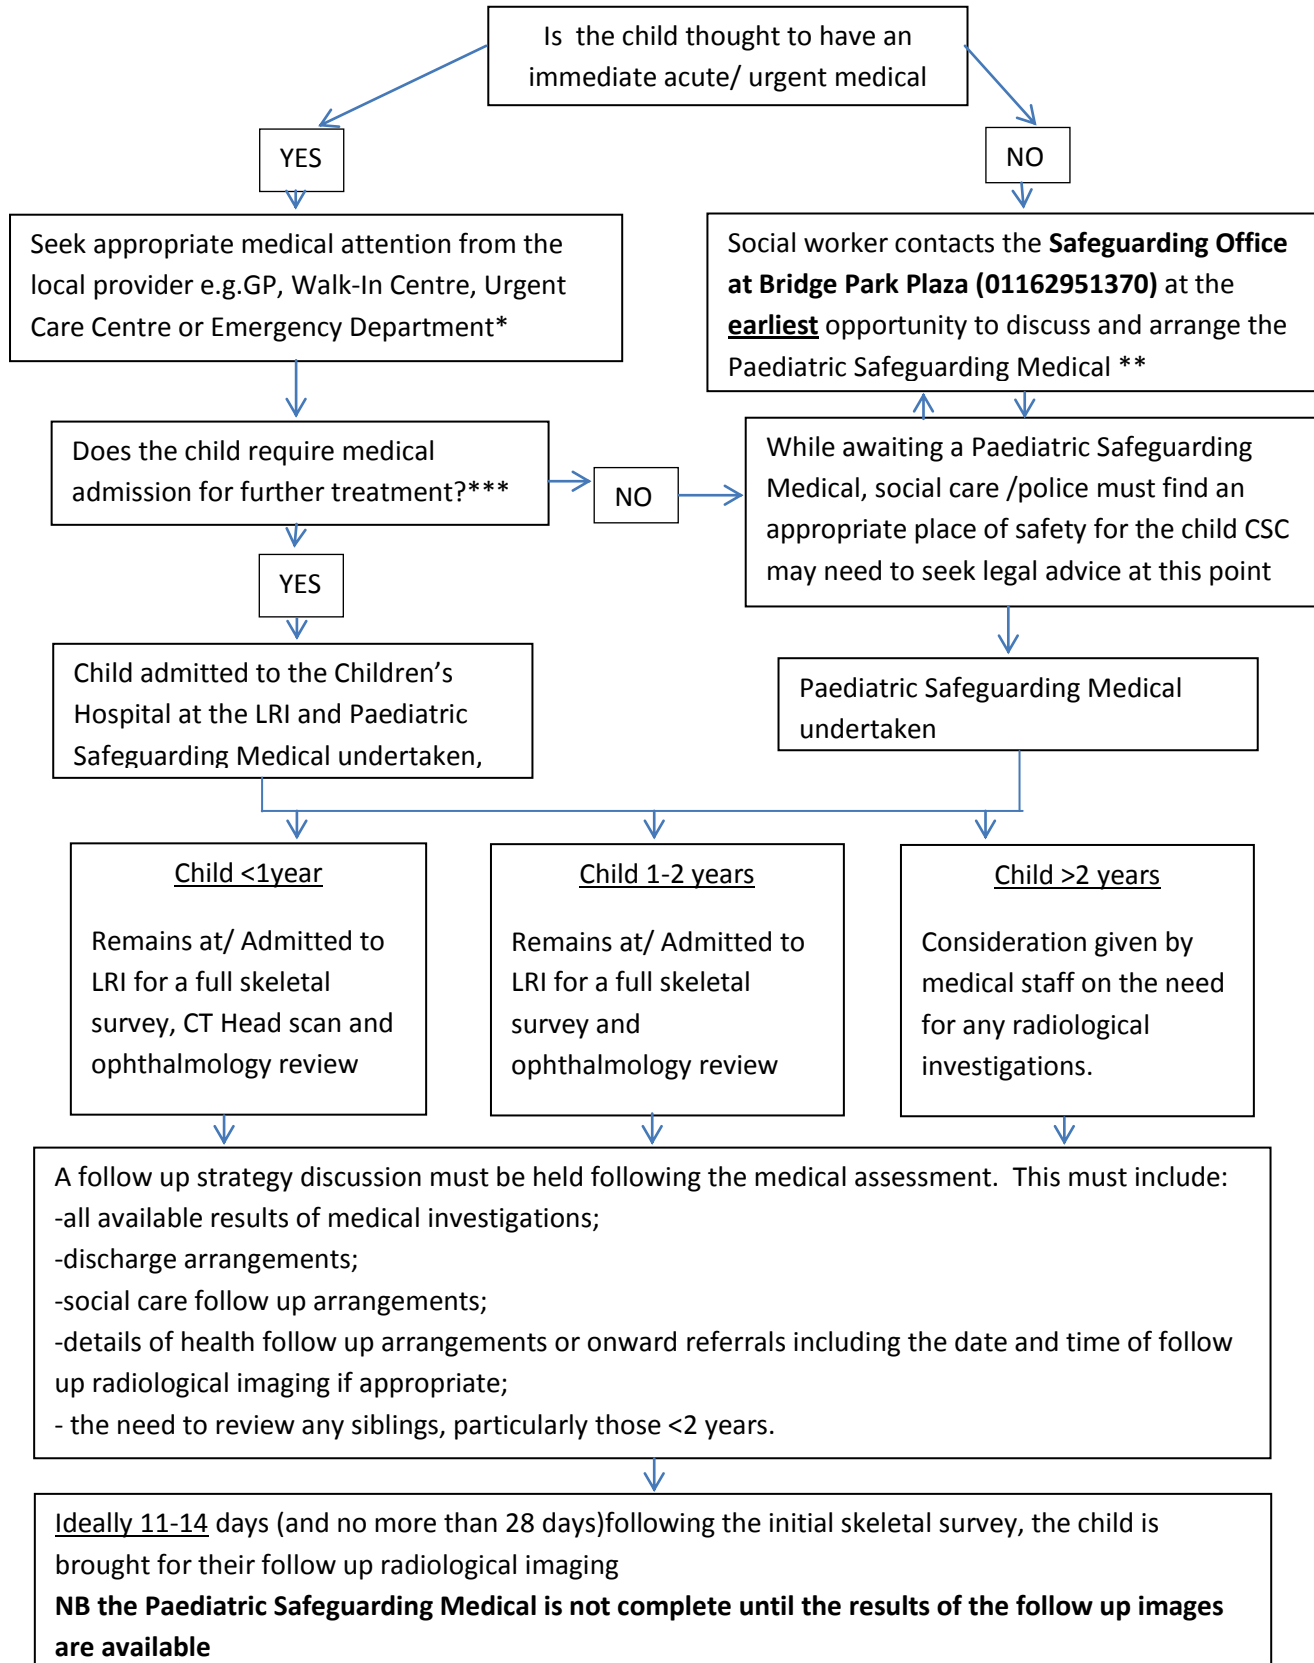 Is the child thought to have an
immediate acute/ urgent medical
YES
NO
Seek appropriate medical attention from the
local provider e.g.GP, Walk-In Centre, Urgent
Care Centre or Emergency Department*
Social worker contacts the Safeguarding Office
at Bridge Park Plaza (01162951370) at the
earliest opportunity to discuss and arrange the
Paediatric Safeguarding Medical **
Does the child require medical
admission for further treatment?***
NO
While awaiting a Paediatric Safeguarding
Medical, social care /police must find an
appropriate place of safety for the child CSC
may need to seek legal advice at this point
YES
Child admitted to the Children’s
Hospital at the LRI and Paediatric
Safeguarding Medical undertaken,
Paediatric Safeguarding Medical
undertaken
Child <1year
Remains at/ Admitted to
LRI for a full skeletal
survey, CT Head scan and
ophthalmology review
Child 1-2 years
Remains at/ Admitted to
LRI for a full skeletal
survey and
ophthalmology review
Child >2 years
Consideration given by
medical staff on the need
for any radiological
investigations.
A follow up strategy discussion must be held following the medical assessment.  This must include:
-all available results of medical investigations;
-discharge arrangements;
-social care follow up arrangements;
-details of health follow up arrangements or onward referrals including the date and time of follow
up radiological imaging if appropriate;
- the need to review any siblings, particularly those <2 years.
Ideally 11-14 days (and no more than 28 days)following the initial skeletal survey, the child is
brought for their follow up radiological imaging
NB the Paediatric Safeguarding Medical is not complete until the results of the follow up images
are available